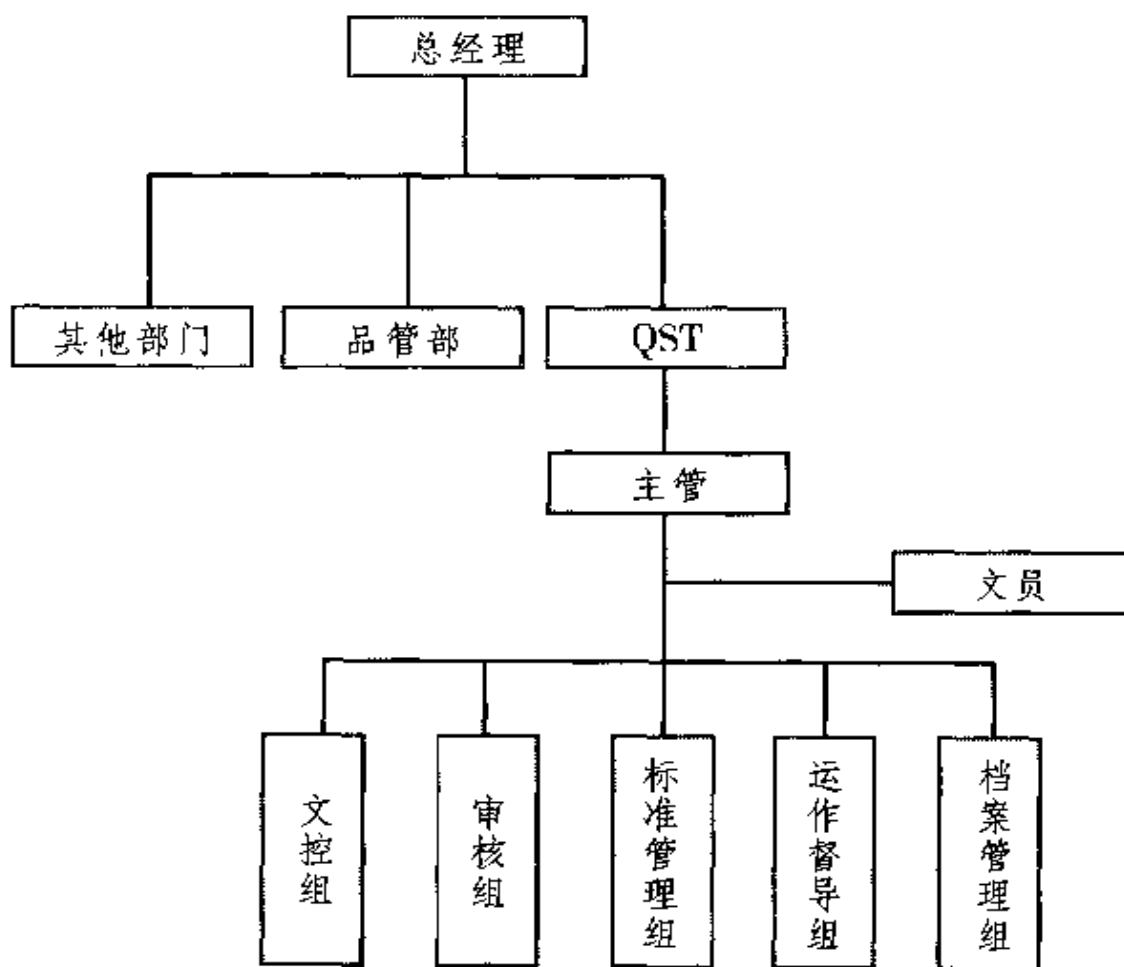 总经理
其他部门
品管部
QST
主管
文员
文控组
审核组
标准管理组
运作督导组
档案管理组